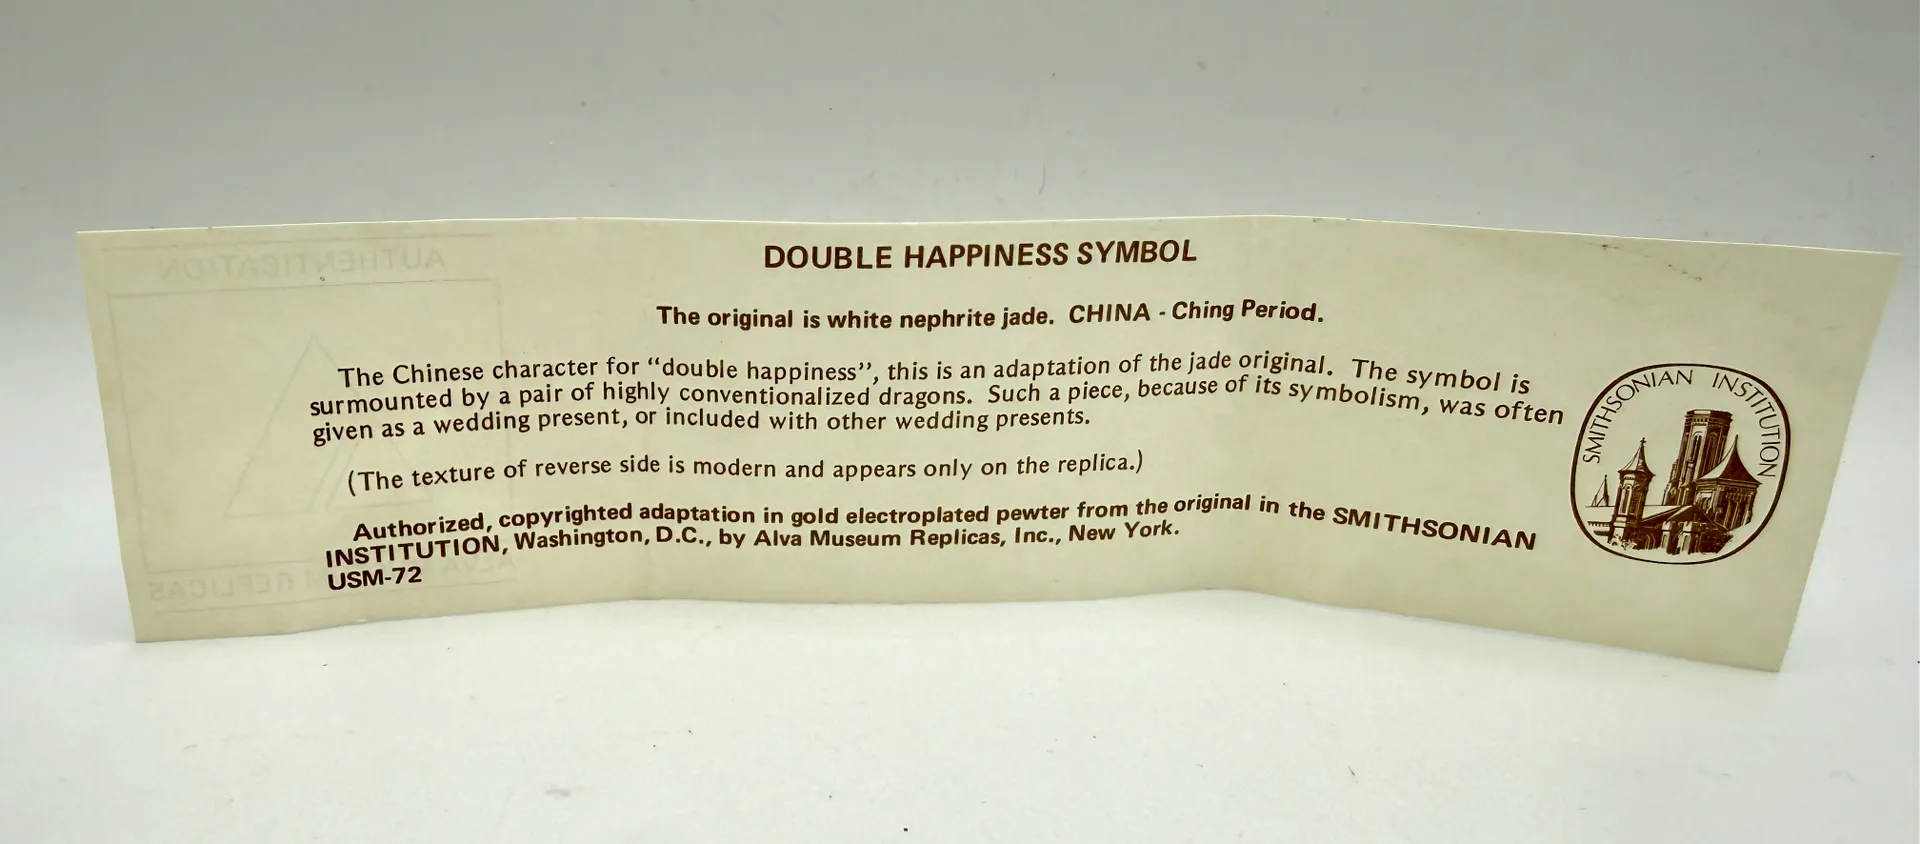 DOUBLE HAPPINESS SYMBOL
The original is white nephrite jade. CHINA - Ching Period.
The Chinese character for “double happiness”, this is an adaptation of the jade original. The symbol is
surmounted by a pair of highly conventionalized dragons. Such a piece, because of its symbolism, was often
given as a wedding present, or included with other wedding presents.
(The texture of reverse side is modern and appears only on the replica.)
Authorized, copyrighted adaptation in gold electroplated pewter from the original in the SMITHSONIAN
INSTITUTION, Washington, D.C., by Alva Museum Replicas, Inc., New York.
USM-72
SMITHSONIAN INSTITUTION
AUTHENTICATION
ALVA MUSEUM REPLICAS